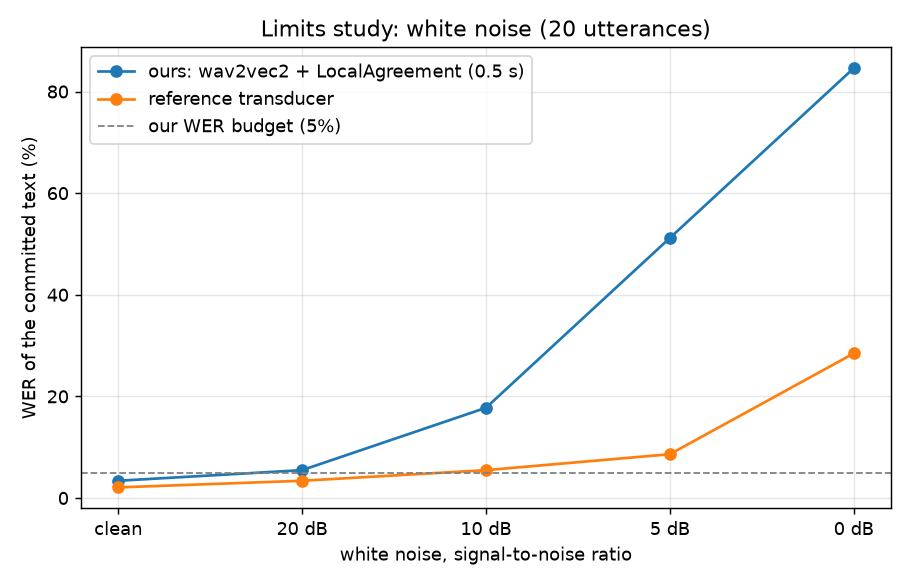 Limits study: white noise (20 utterances)
ours: wav2vec2 + LocalAgreement (0.5 s)
reference transducer
our WER budget (5%)
WER of the committed text (%)
80
60
40
20
0
clean 20 dB 10 dB 5 dB 0 dB
white noise, signal-to-noise ratio